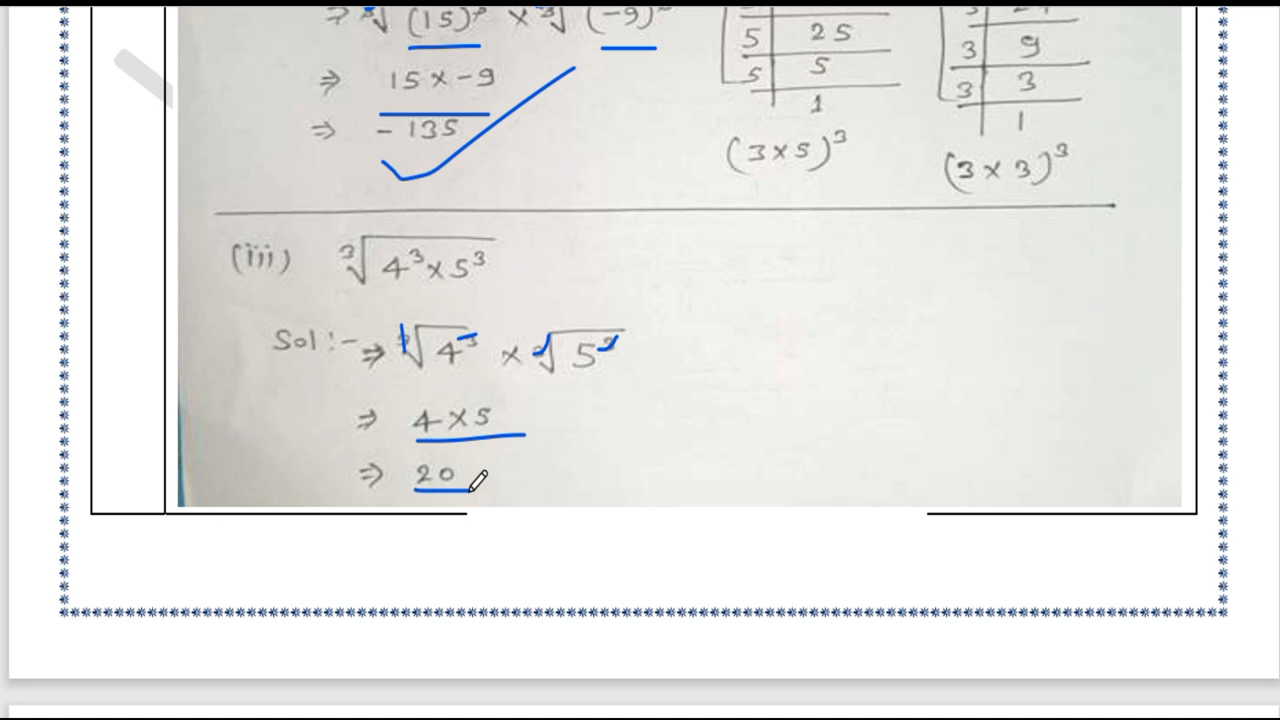 ⇒ ∛(15)³ × ∛(-9)³
⇒ 15 × -9
⇒ - 135
5 25
5 5
1
(3×5)³
3 9
3 3
1
(3 × 3)³
(iii) ∛4³×5³
Sol :- ⇒ ∛4³ × ∛5³
⇒ 4×5
⇒ 20